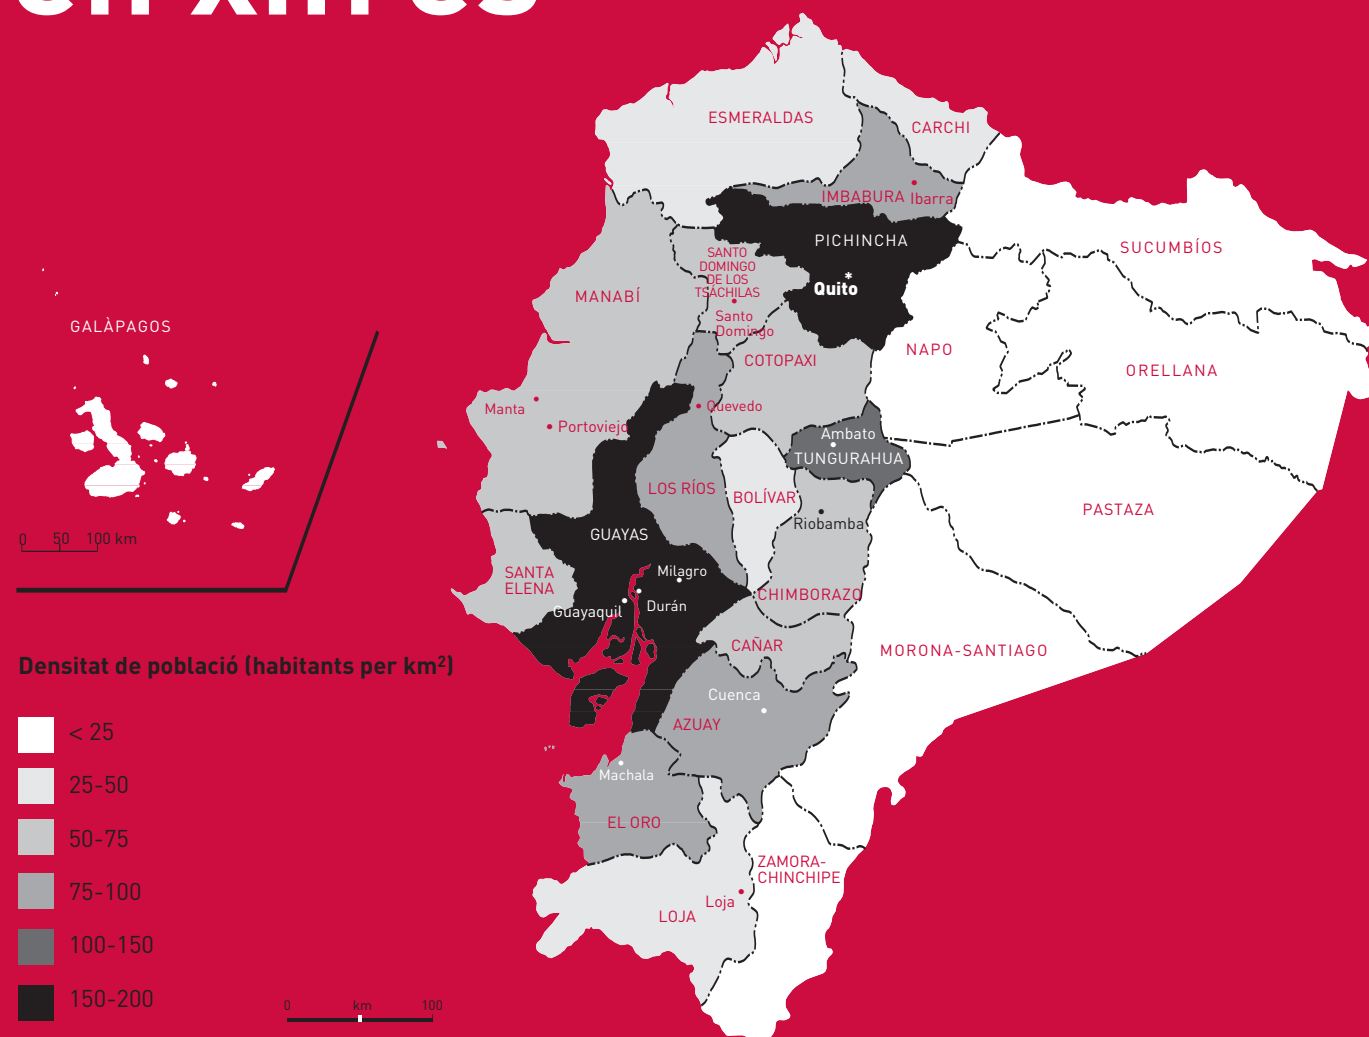 en xifres
ESMERALDAS
CARCHI
IMBABURA
Ibarra
PICHINCHA
Quito
*
SUCUMBÍOS
SANTO
DOMINGO
DE LOS
TSÁCHILAS
Santo
Domingo
MANABÍ
GALÀPAGOS
NAPO
COTOPAXI
ORELLANA
Manta
Portoviejo
Quevedo
Ambato
TUNGURAHUA
LOS RÍOS
BOLÍVAR
PASTAZA
Riobamba
GUAYAS
0 50 100 km
SANTA
ELENA
Milagro
Durán
Guayaquil
CHIMBORAZO
CAÑAR
MORONA-SANTIAGO
Densitat de població (habitants per km²)
Cuenca
AZUAY
< 25
25-50
50-75
75-100
100-150
150-200
Machala
EL ORO
ZAMORA-
CHINCHIPE
Loja
LOJA
0 km 100